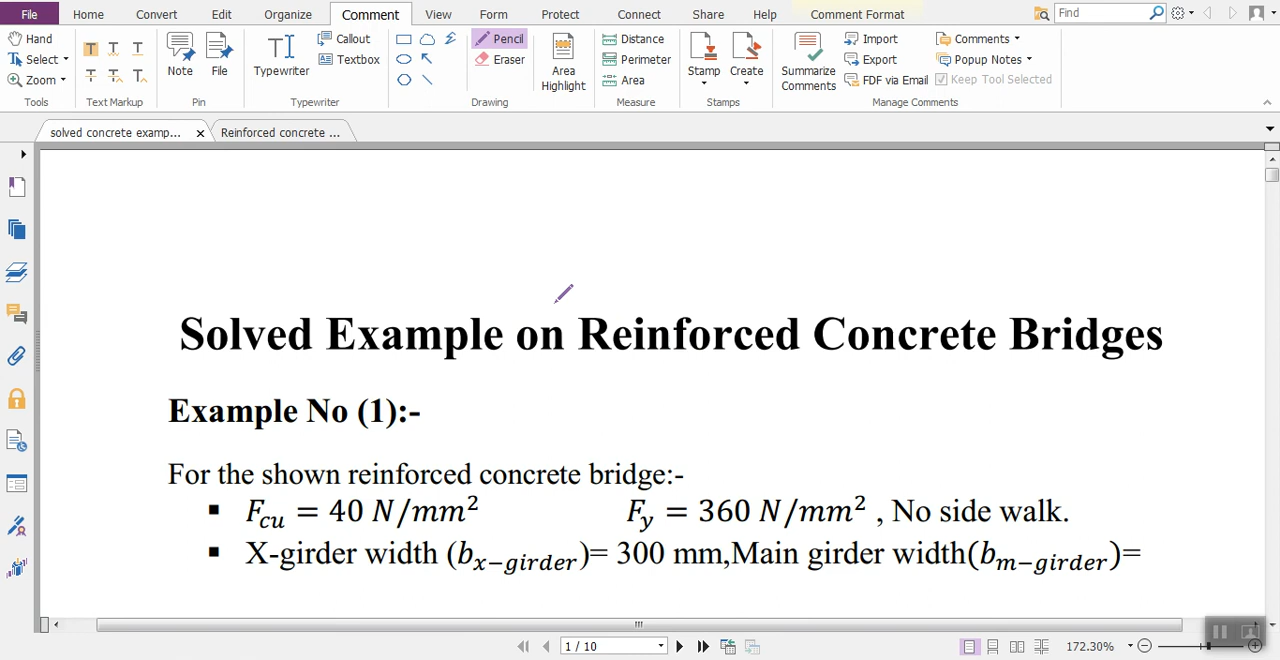 File Home Convert Edit Organize Comment View Form Protect Connect Share Help Comment Format Find
Hand Callout Pencil Distance Import Comments
Select Note File Typewriter Textbox Eraser Area Highlight Perimeter Stamp Create Summarize Comments Export Popup Notes
Zoom Area FDF via Email Keep Tool Selected
Tools Text Markup Pin Typewriter Drawing Measure Stamps Manage Comments
solved concrete examp... Reinforced concrete ...
Solved Example on Reinforced Concrete Bridges
Example No (1):-
For the shown reinforced concrete bridge:-
▪ F_cu = 40 N/mm² F_y = 360 N/mm² , No side walk.
▪ X-girder width (b_x−girder)= 300 mm,Main girder width(b_m−girder)=
1 / 10 172.30%